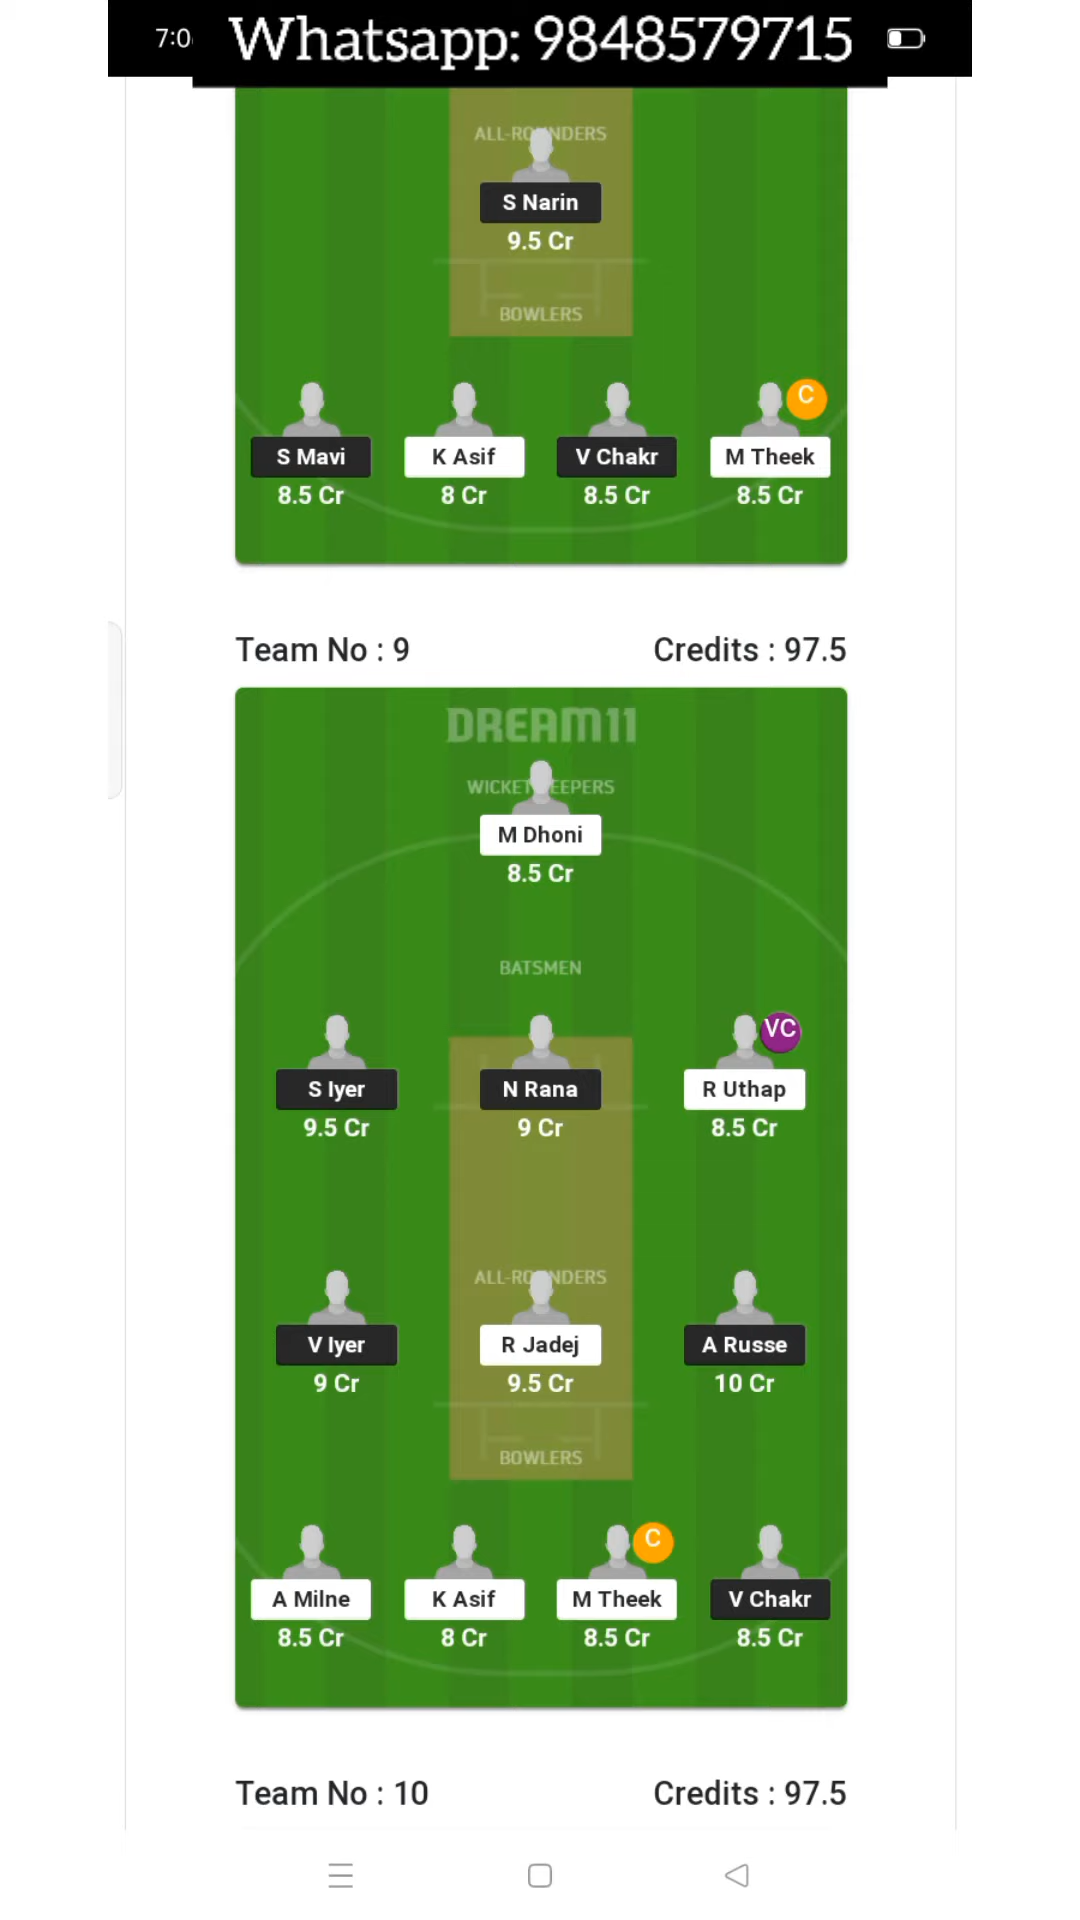 7:0
Whatsapp: 9848579715
ALL-ROUNDERS
S Narin
9.5 Cr
BOWLERS
C
S Mavi K Asif V Chakr M Theek
8.5 Cr 8 Cr 8.5 Cr 8.5 Cr
Team No : 9 Credits : 97.5
DREAM11
WICKET KEEPERS
M Dhoni
8.5 Cr
BATSMEN
VC
S Iyer N Rana R Uthap
9.5 Cr 9 Cr 8.5 Cr
ALL-ROUNDERS
V Iyer R Jadej A Russe
9 Cr 9.5 Cr 10 Cr
BOWLERS
C
A Milne K Asif M Theek V Chakr
8.5 Cr 8 Cr 8.5 Cr 8.5 Cr
Team No : 10 Credits : 97.5